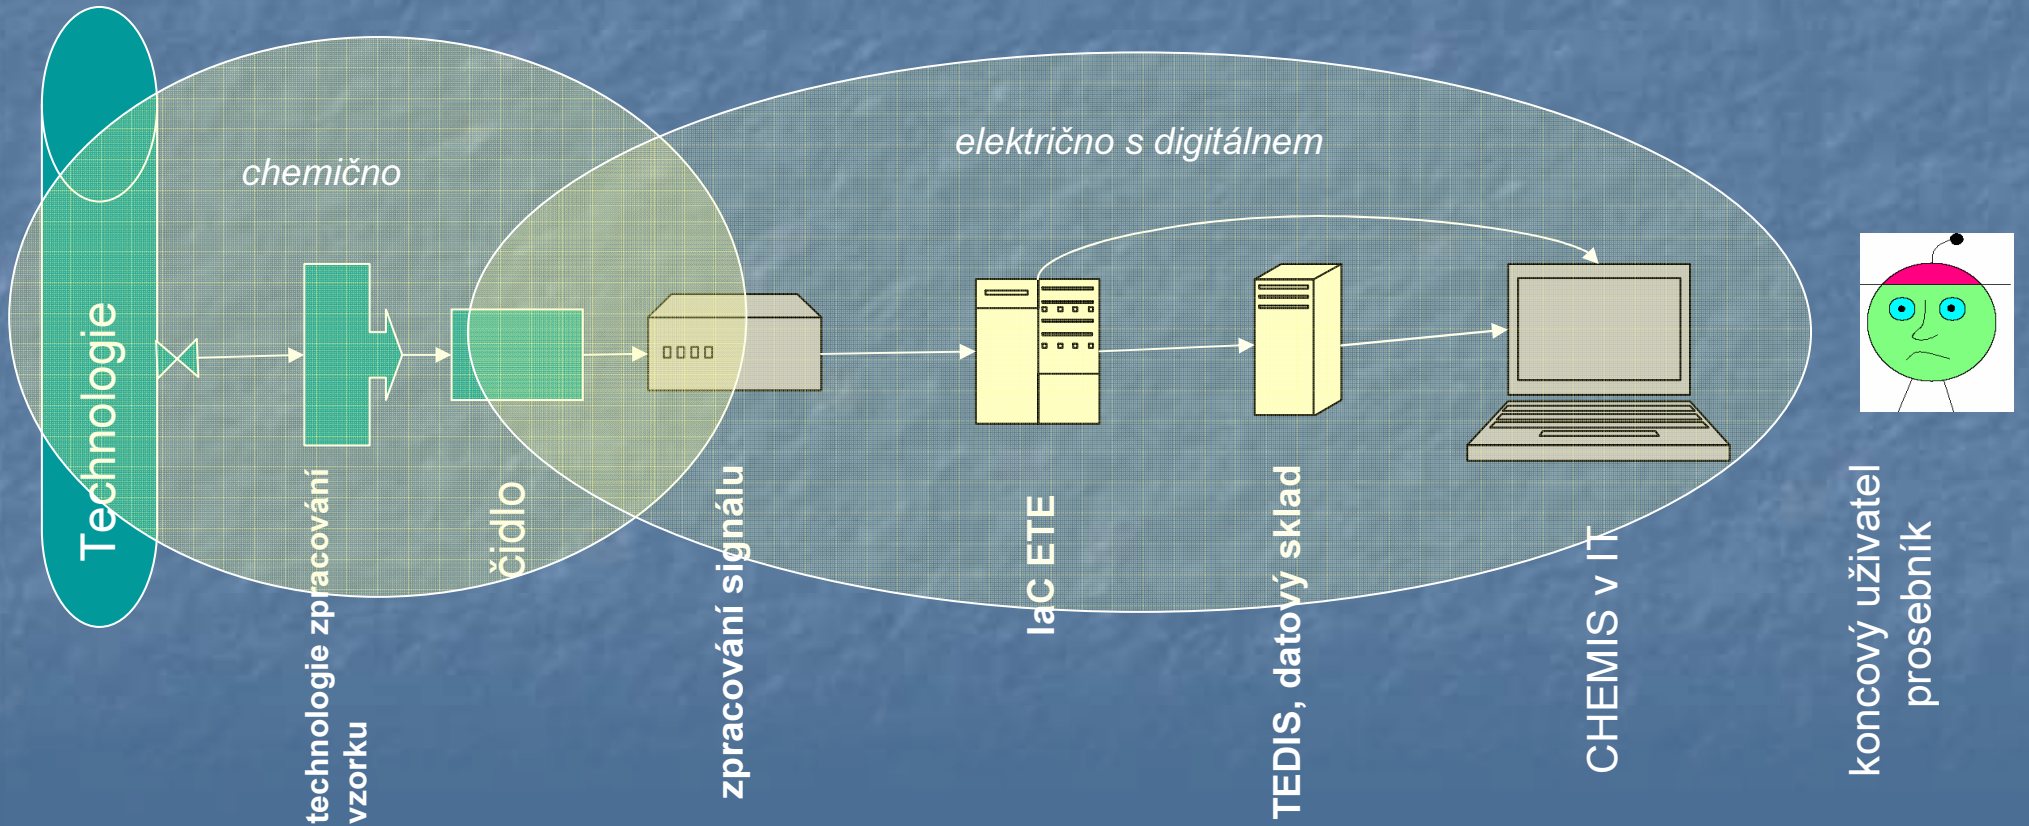 chemično
električno s digitálnem
Technologie
technologie zpracování
vzorku
čidlo
zpracování signálu
IaC ETE
TEDIS, datový sklad
CHEMIS v IT
koncový uživatel
prosebník